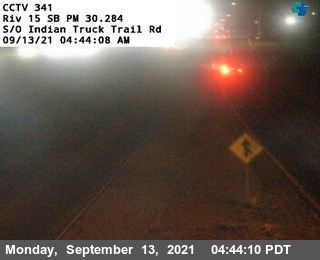 CCTV 341
Riv 15 SB PM 30.284
S/O Indian Truck Trail Rd
09/13/21 04:44:08 AM
Monday, September 13, 2021 04:44:10 PDT